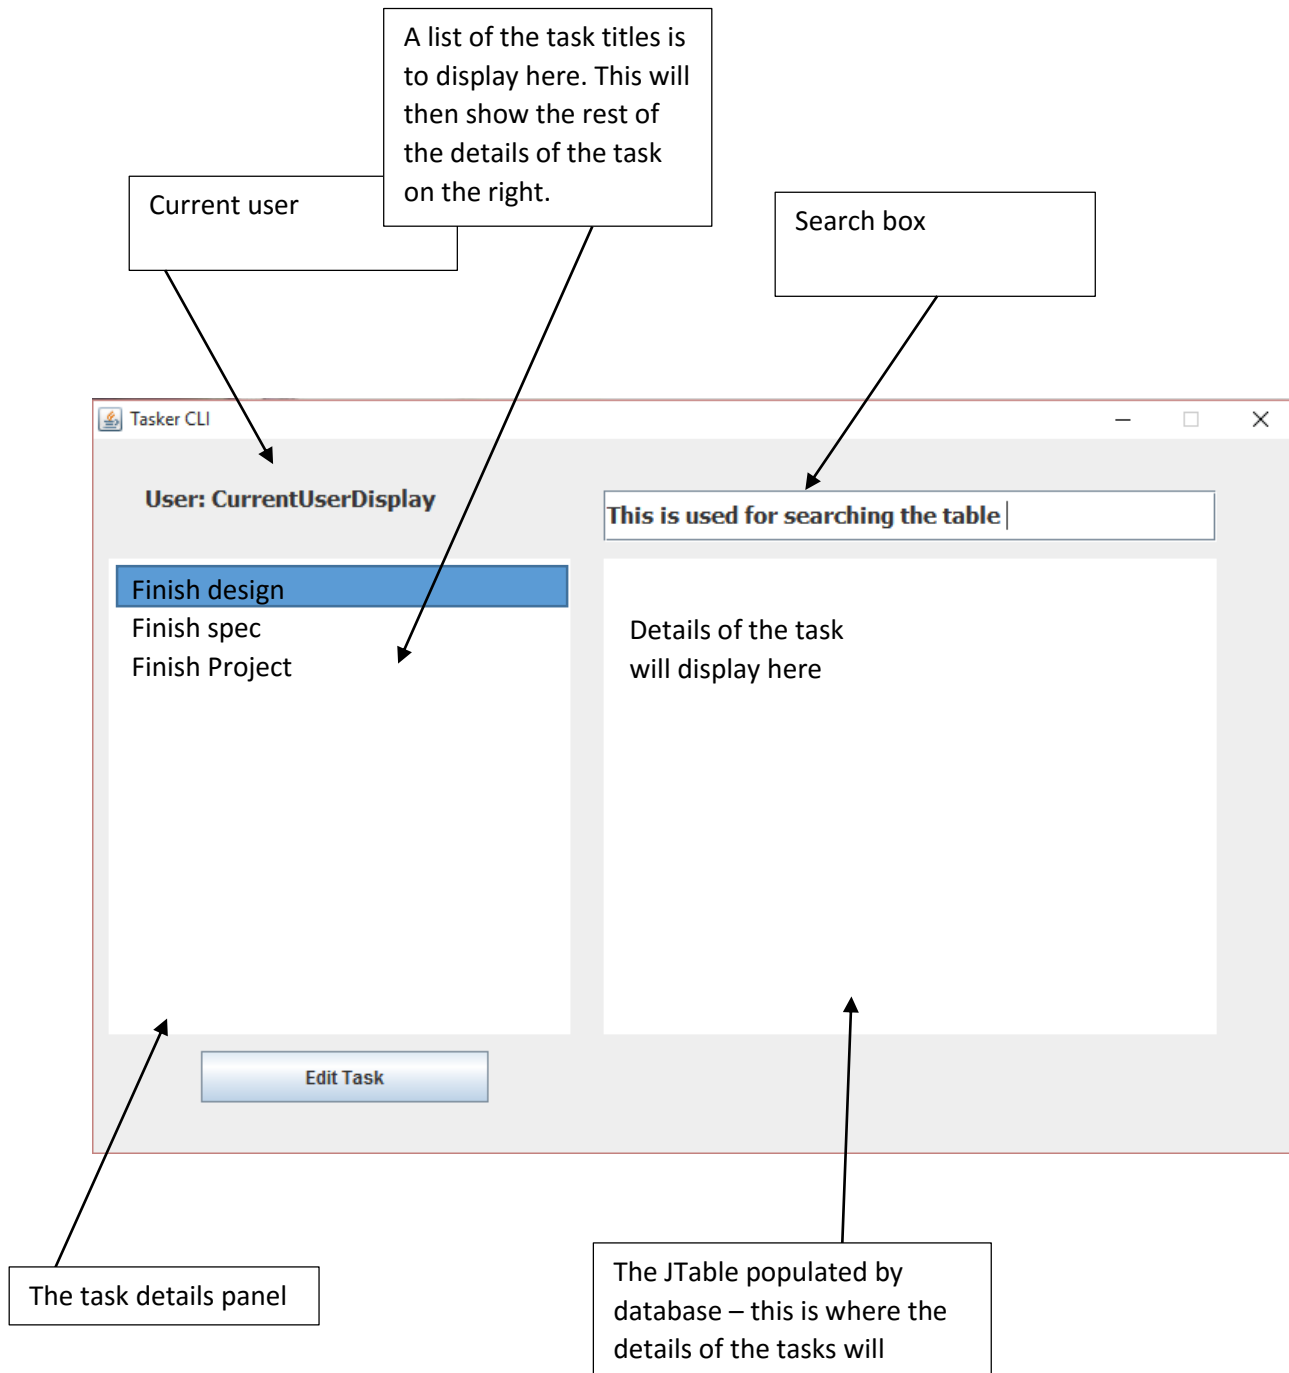 A list of the task titles is
to display here. This will
then show the rest of
the details of the task
on the right.
Current user
Search box
Tasker CLI
User: CurrentUserDisplay
This is used for searching the table
Finish design
Finish spec
Finish Project
Details of the task
will display here
Edit Task
The task details panel
The JTable populated by
database – this is where the
details of the tasks will